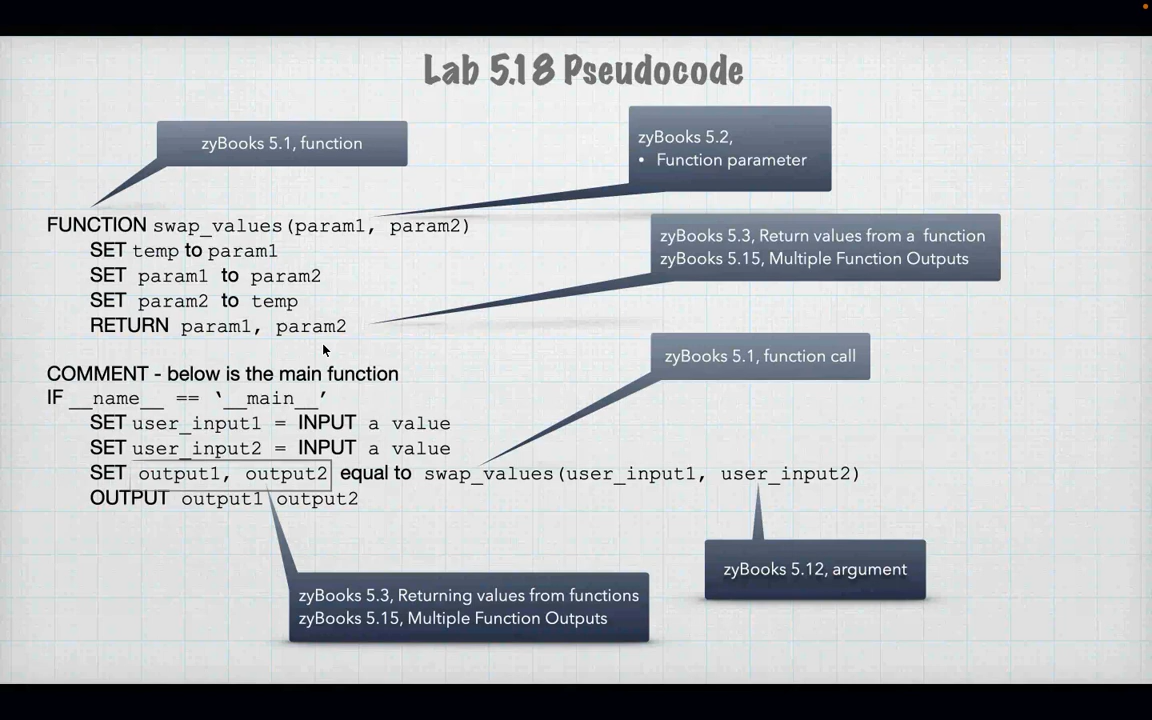 Lab 5.18 Pseudocode
zyBooks 5.1, function
zyBooks 5.2,
• Function parameter
FUNCTION swap_values(param1, param2)
SET temp to param1
SET param1 to param2
SET param2 to temp
RETURN param1, param2
zyBooks 5.3, Return values from a function
zyBooks 5.15, Multiple Function Outputs
zyBooks 5.1, function call
COMMENT - below is the main function
IF __name__ == ‘__main__’
SET user_input1 = INPUT a value
SET user_input2 = INPUT a value
SET output1, output2 equal to swap_values(user_input1, user_input2)
OUTPUT output1 output2
zyBooks 5.12, argument
zyBooks 5.3, Returning values from functions
zyBooks 5.15, Multiple Function Outputs